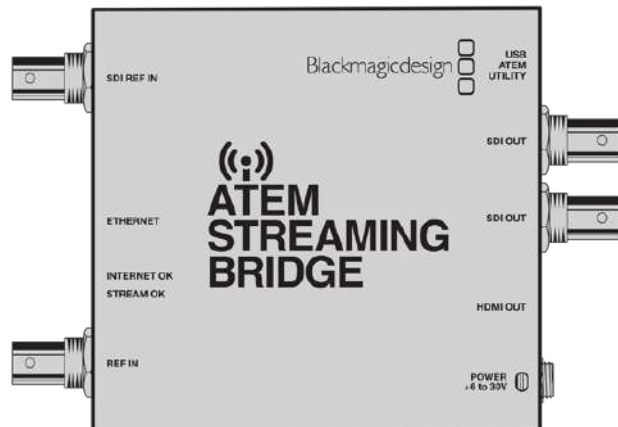 SDI REF IN
Blackmagicdesign
USB
ATEM
UTILITY
SDI OUT
ATEM
STREAMING
BRIDGE
ETHERNET
SDI OUT
INTERNET OK
STREAM OK
HDMI OUT
REF IN
POWER
+6 to 30V